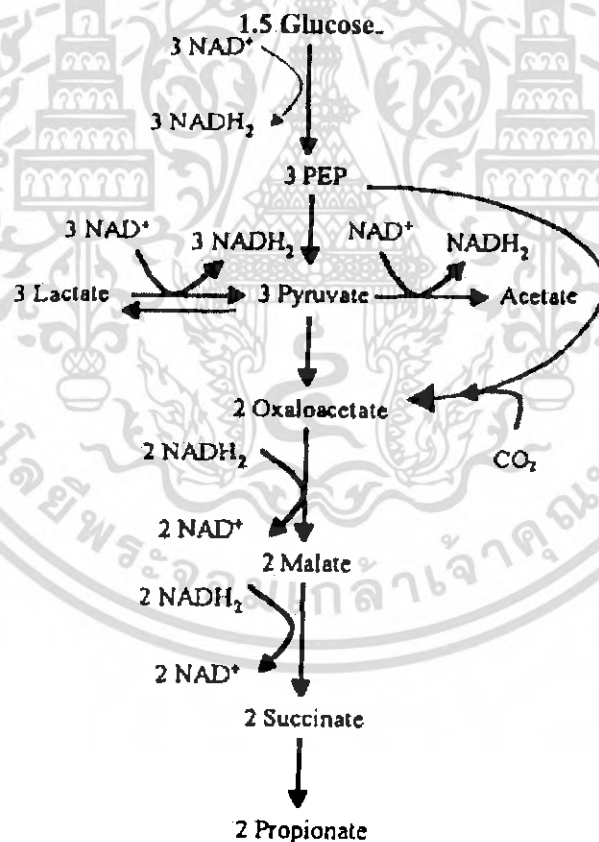 1.5 Glucose
3 NAD⁺
3 NADH₂
3 PEP
3 NAD⁺ 3 NADH₂ NAD⁺ NADH₂
3 Lactate 3 Pyruvate Acetate
2 Oxaloacetate
2 NADH₂ CO₂
2 NAD⁺
2 Malate
2 NADH₂
2 NAD⁺
2 Succinate
2 Propionate